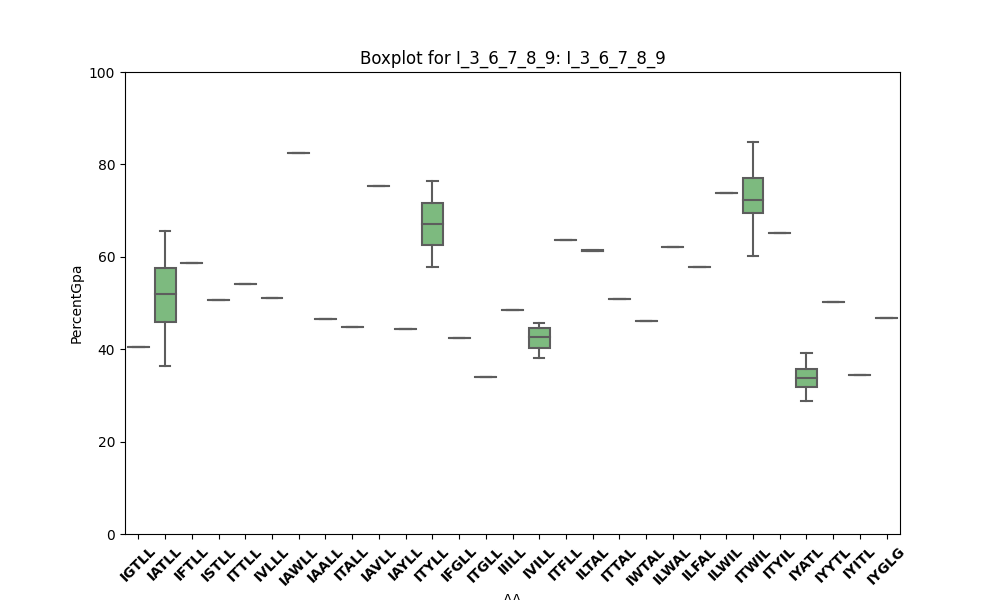 Boxplot for I_3_6_7_8_9: I_3_6_7_8_9
PercentGpa
100
80
60
40
20
0
IGTLL
IATLL
IFTLL
ISTLL
ITTLL
IVLLL
IAWLL
IAALL
ITALL
IAVLL
IAYLL
ITYLL
IFGLL
ITGLL
IIILL
IVILL
ITFLL
ILTAL
ITTAL
IWTAL
ILWAL
ILFAL
ILWIL
ITWIL
ITYIL
IYATL
IYYTL
IYITL
IYGLG
AA